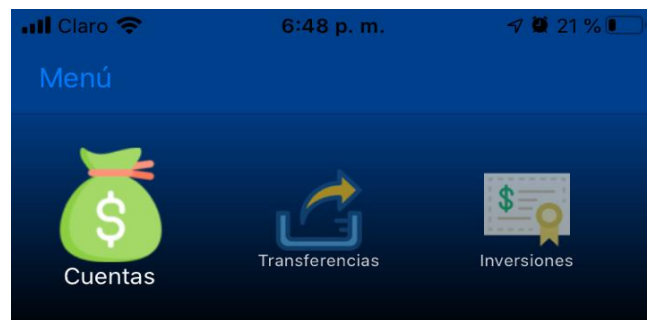 Claro 6:48 p. m. 21 %
Menú
$ $
Cuentas Transferencias Inversiones